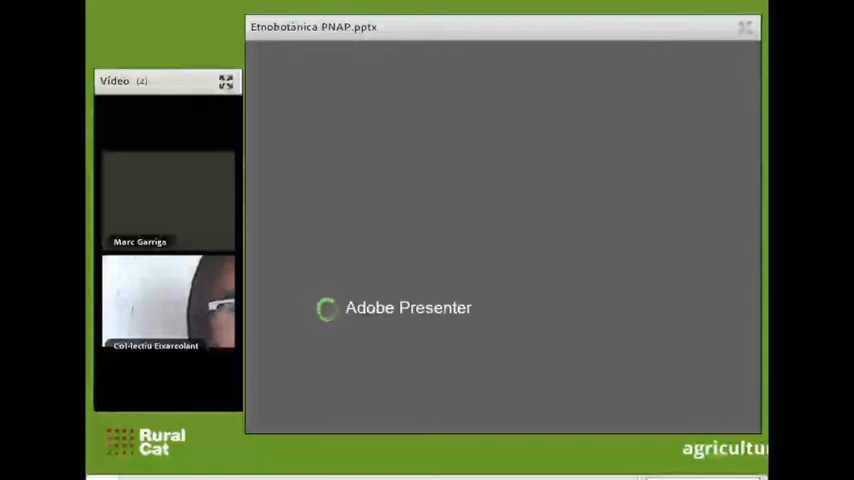 Etnobotànica PNAP.pptx
Vídeo (2)
Marc Garriga
Adobe Presenter
Col·lectiu Eixarcolant
Rural
Cat
agricultu